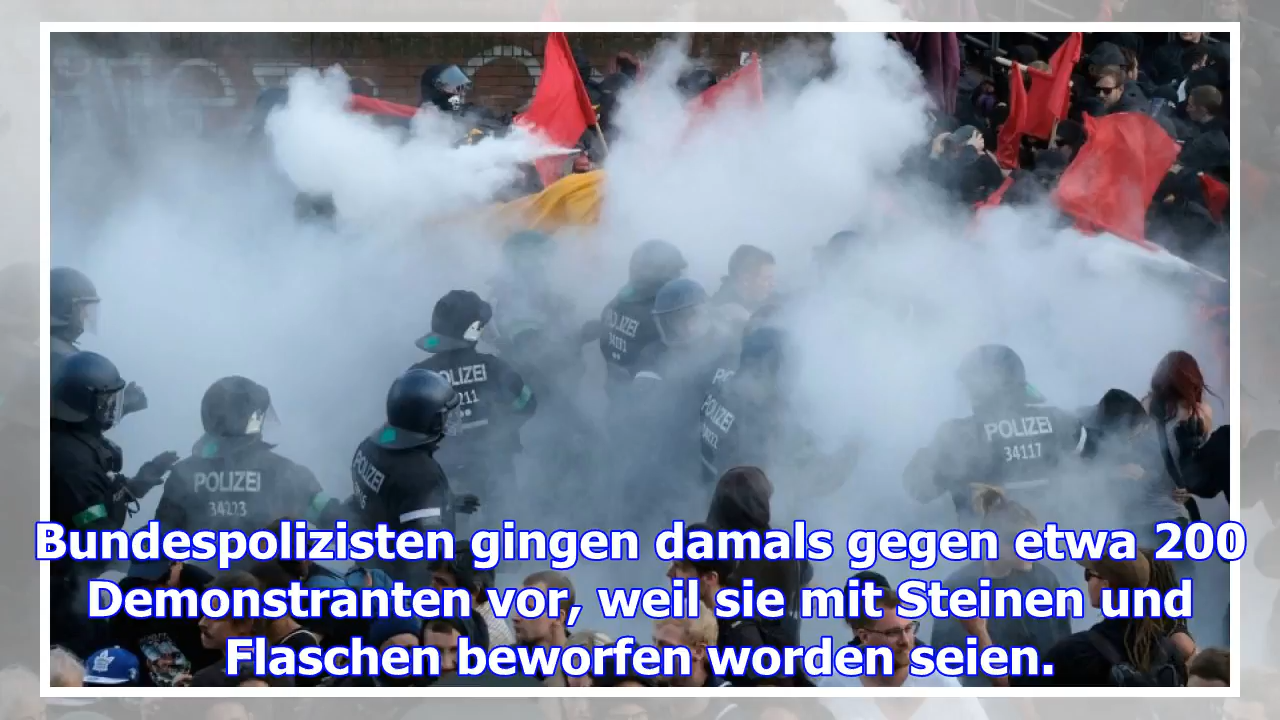 POLIZEI
34117
POLIZEI
POLIZEI
POLIZEI
POLIZEI
Bundespolizisten gingen damals gegen etwa 200
Demonstranten vor, weil sie mit Steinen und
Flaschen beworfen worden seien.